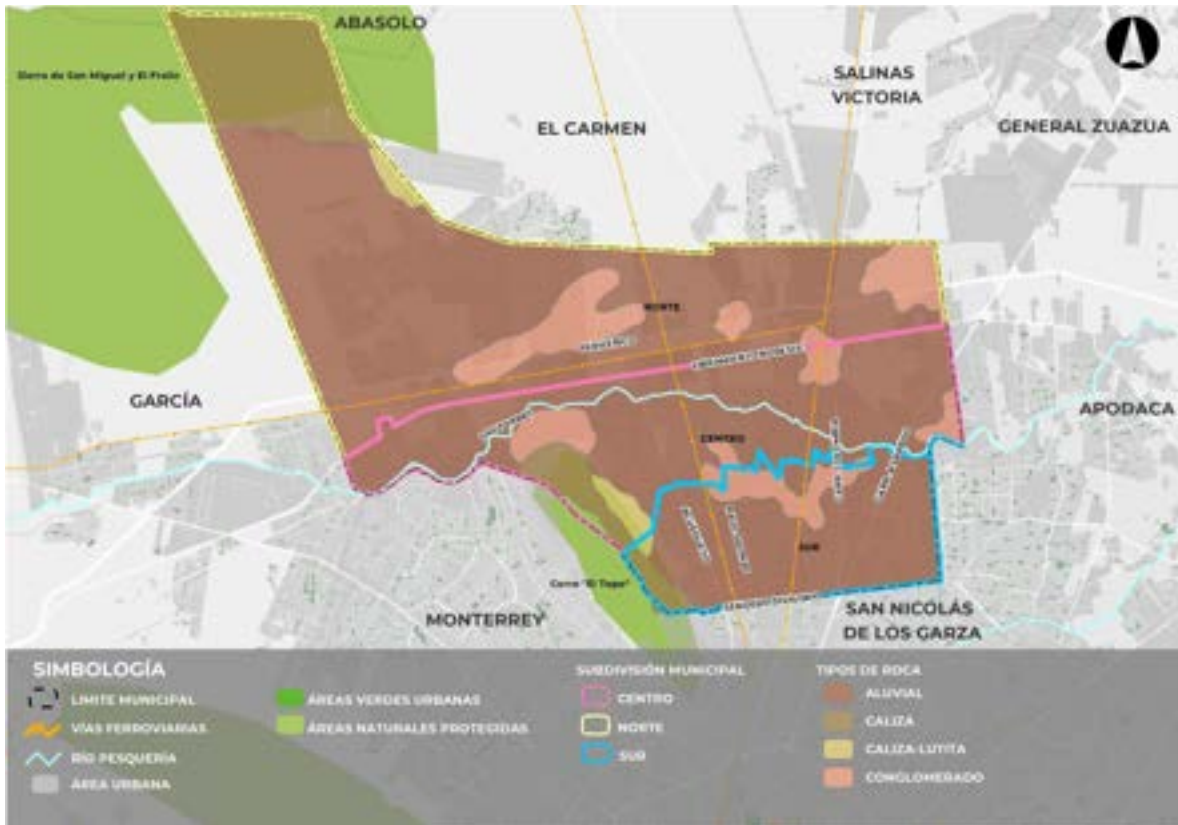 ABASOLO
Sierra de San Miguel y El Fraile
SALINAS
VICTORIA
EL CARMEN
GENERAL ZUAZUA
NORTE
GARCÍA
APODACA
CENTRO
SUR
Cerro "El Topo"
MONTERREY
SAN NICOLÁS
DE LOS GARZA
SIMBOLOGÍA
LIMITE MUNICIPAL
VÍAS FERROVIARIAS
RÍO PESQUERÍA
ÁREA URBANA
ÁREAS VERDES URBANAS
ÁREAS NATURALES PROTEGIDAS
SUBDIVISIÓN MUNICIPAL
CENTRO
NORTE
SUR
TIPOS DE ROCA
ALUVIAL
CALIZA
CALIZA-LUTITA
CONGLOMERADO